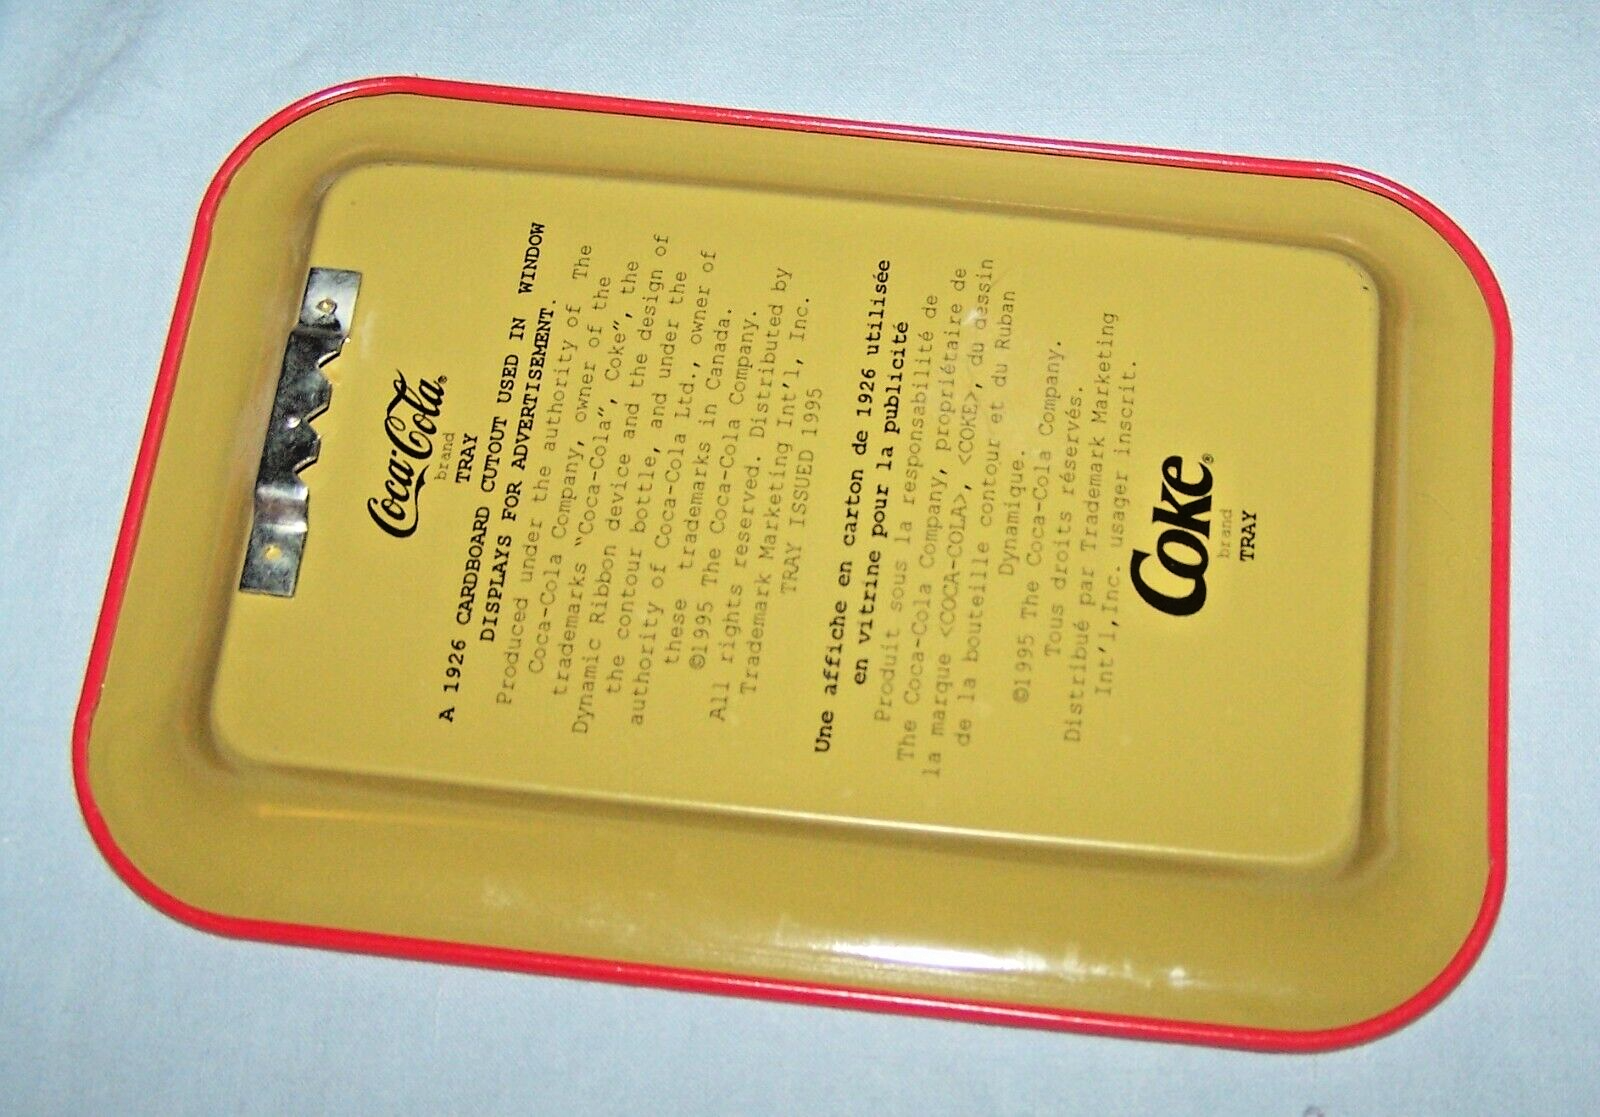 Coca-Cola®
brand
TRAY
A 1926 CARDBOARD CUTOUT USED IN WINDOW
DISPLAYS FOR ADVERTISEMENT.
Produced under the authority of The
Coca-Cola Company, owner of the
trademarks "Coca-Cola", Coke", the
Dynamic Ribbon device and the design of
the contour bottle, and under the
authority of Coca-Cola Ltd., owner of
these trademarks in Canada.
©1995 The Coca-Cola Company.
All rights reserved. Distributed by
Trademark Marketing Int'l, Inc.
TRAY ISSUED 1995
Une affiche en carton de 1926 utilisée
en vitrine pour la publicité
Produit sous la responsabilité de
The Coca-Cola Company, propriétaire de
la marque <COCA-COLA>, <COKE>, du dessin
de la bouteille contour et du Ruban
Dynamique.
©1995 The Coca-Cola Company.
Tous droits réservés.
Distribué par Trademark Marketing
Int'l,Inc. usager inscrit.
Coke®
brand
TRAY